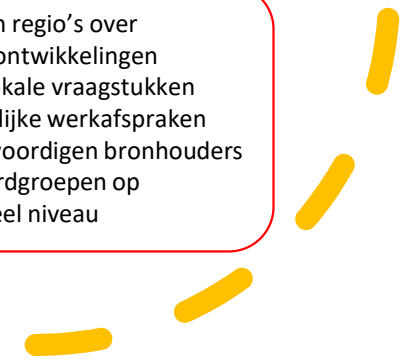 n regio's over
ontwikkelingen
kale vraagstukken
lijke werkafspraken
voordigen bronhouders
rdgroepen op
eel niveau